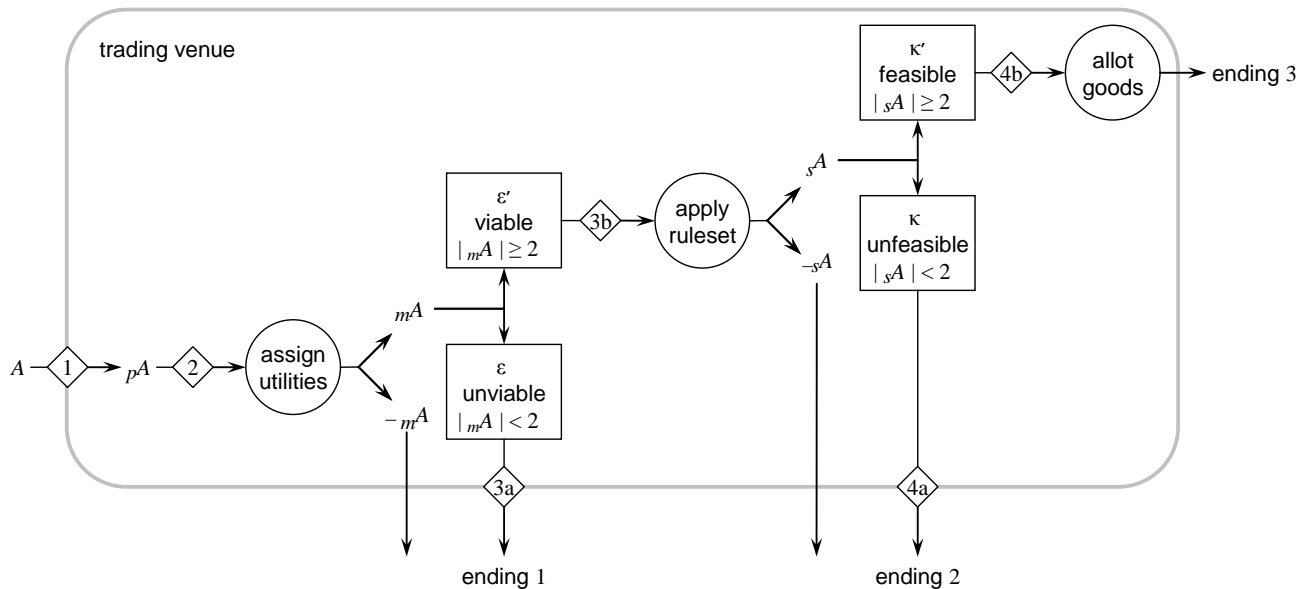 trading venue
κ′
feasible
| sA | ≥ 2
4b
allot
goods
ending 3
sA
ε′
viable
| mA | ≥ 2
3b
apply
ruleset
κ
unfeasible
| sA | < 2
–sA
mA
A
1
pA
2
assign
utilities
ε
unviable
| mA | < 2
– mA
3a
4a
ending 1
ending 2